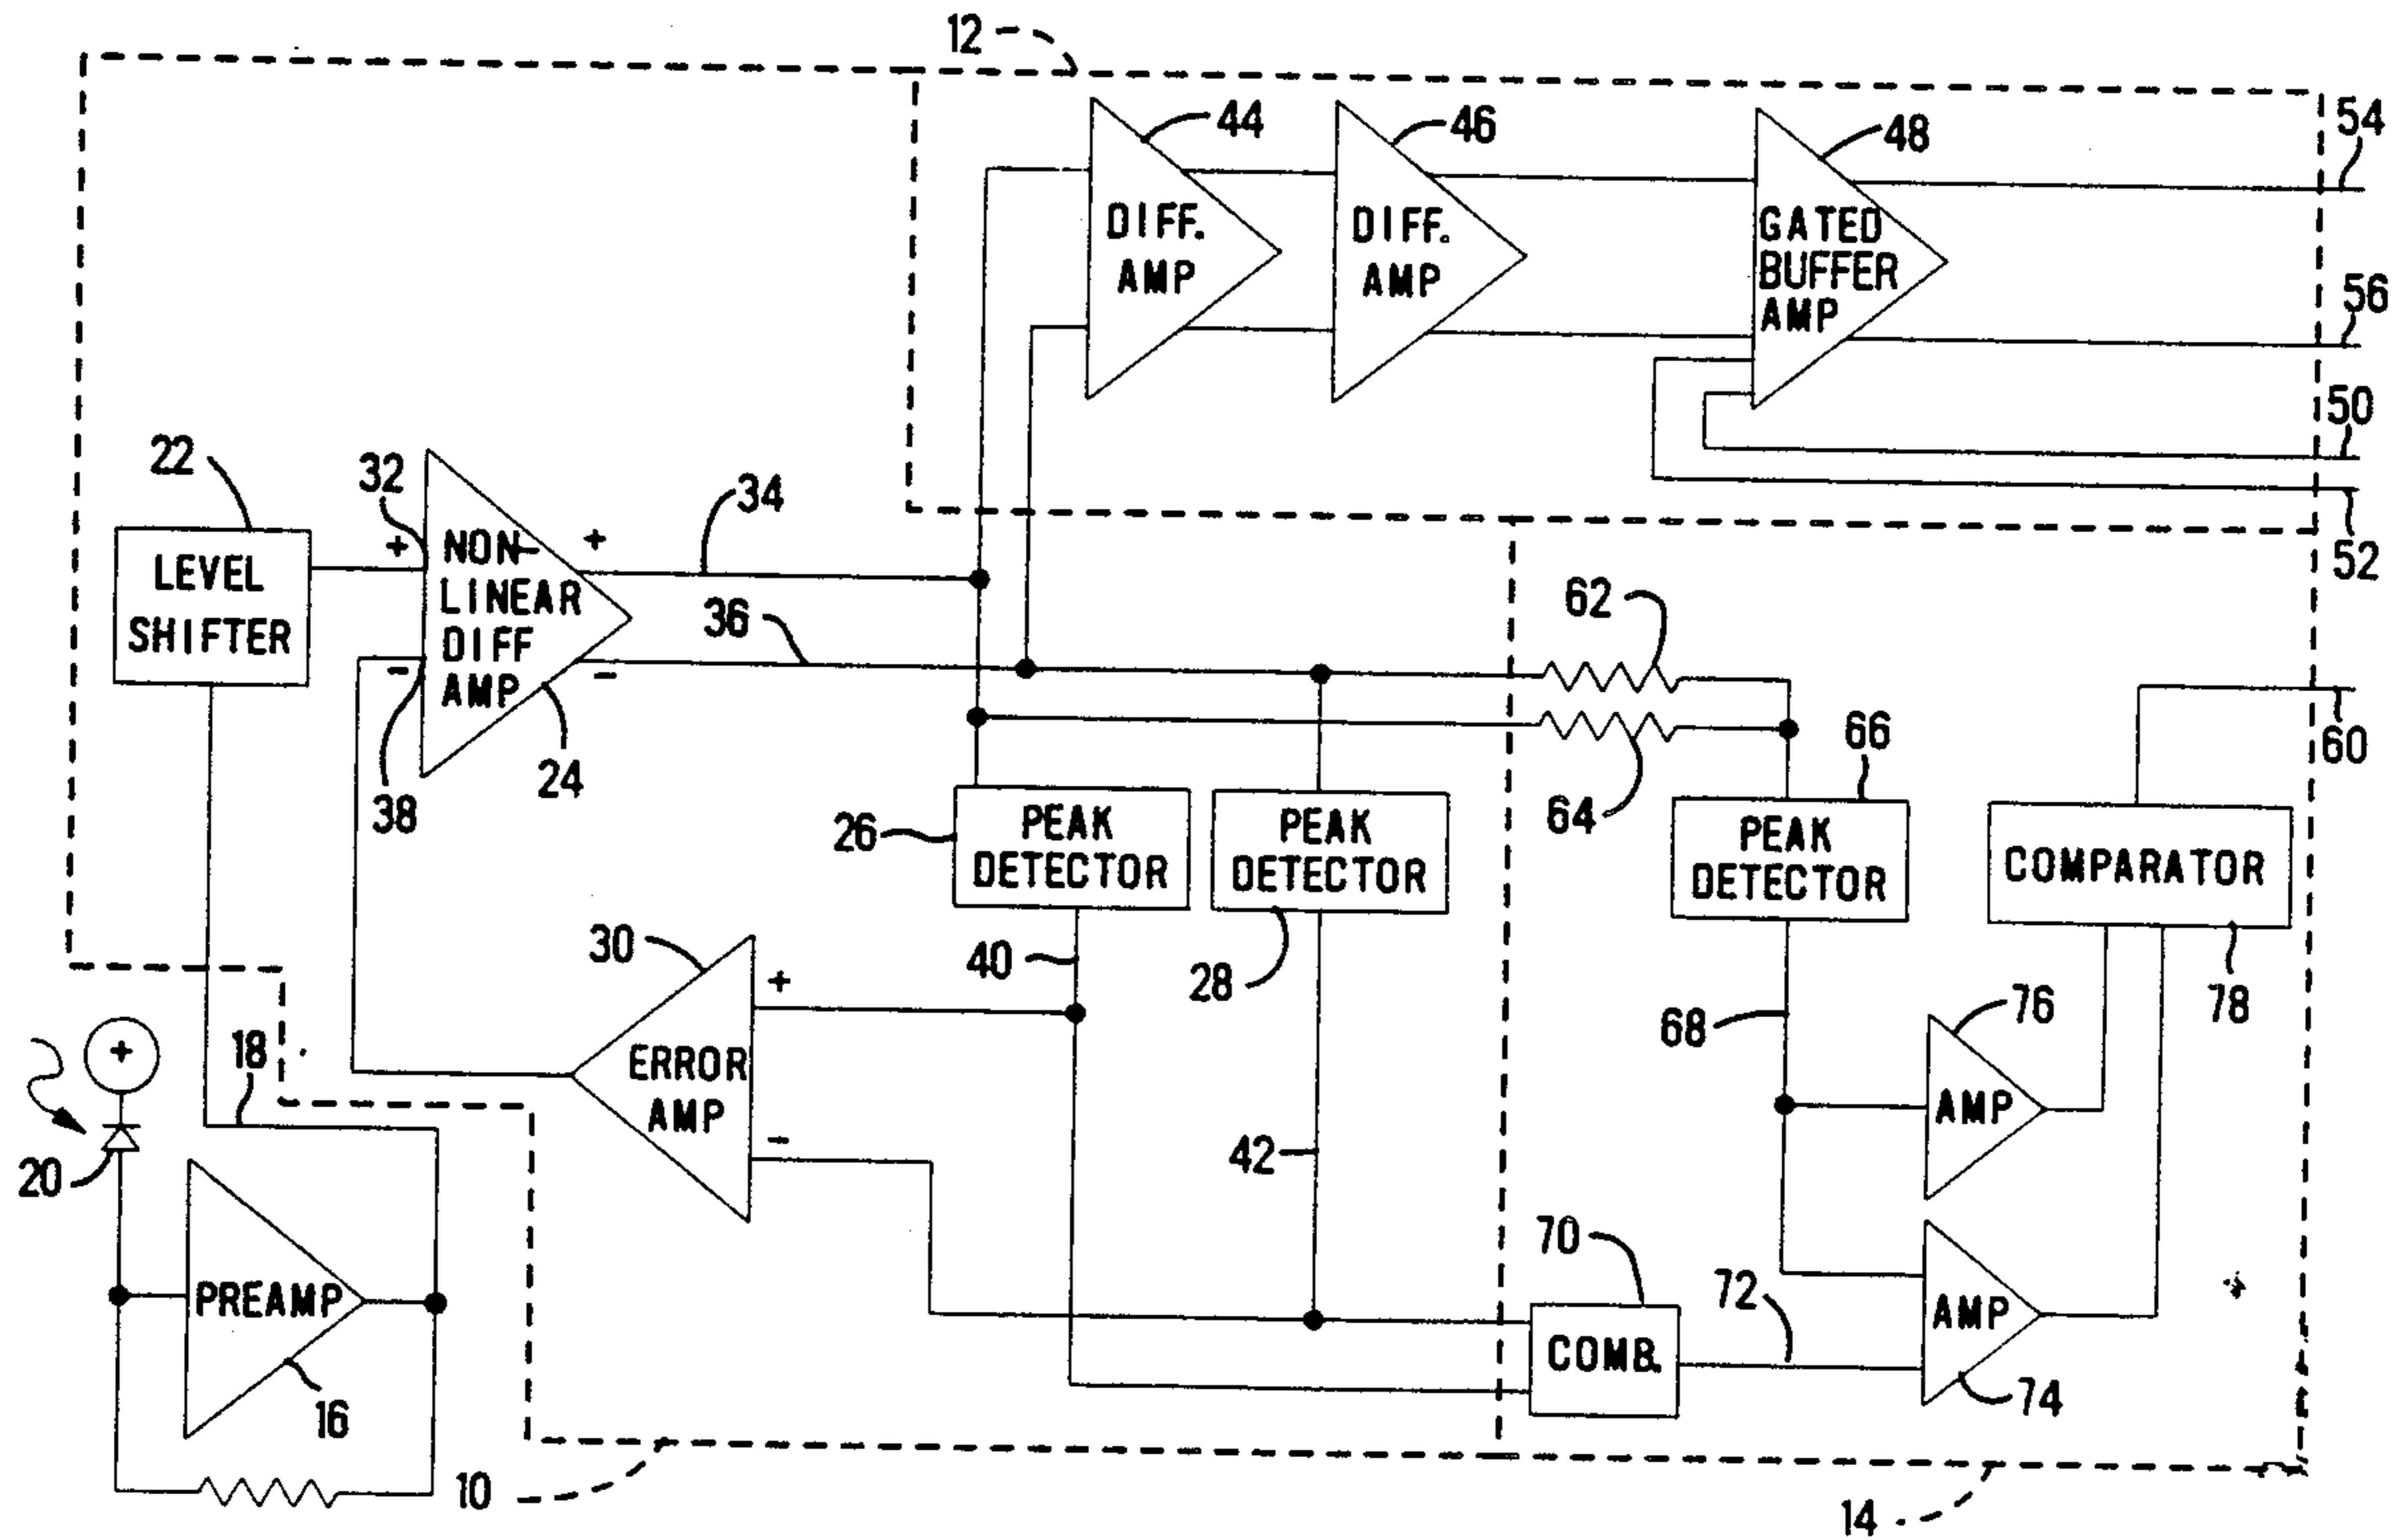 12
44
46
48
54
DIFF.
AMP
DIFF.
AMP
GATED
BUFFER
AMP
56
50
52
22
32
34
LEVEL
SHIFTER
+
-
NON-
LINEAR
DIFF
AMP
+
-
36
38
24
62
64
66
60
26
PEAK
DETECTOR
PEAK
DETECTOR
28
PEAK
DETECTOR
COMPARATOR
78
30
40
+
ERROR
AMP
-
42
68
76
AMP
18
+
20
PREAMP
16
70
COMB.
72
AMP
74
10
14